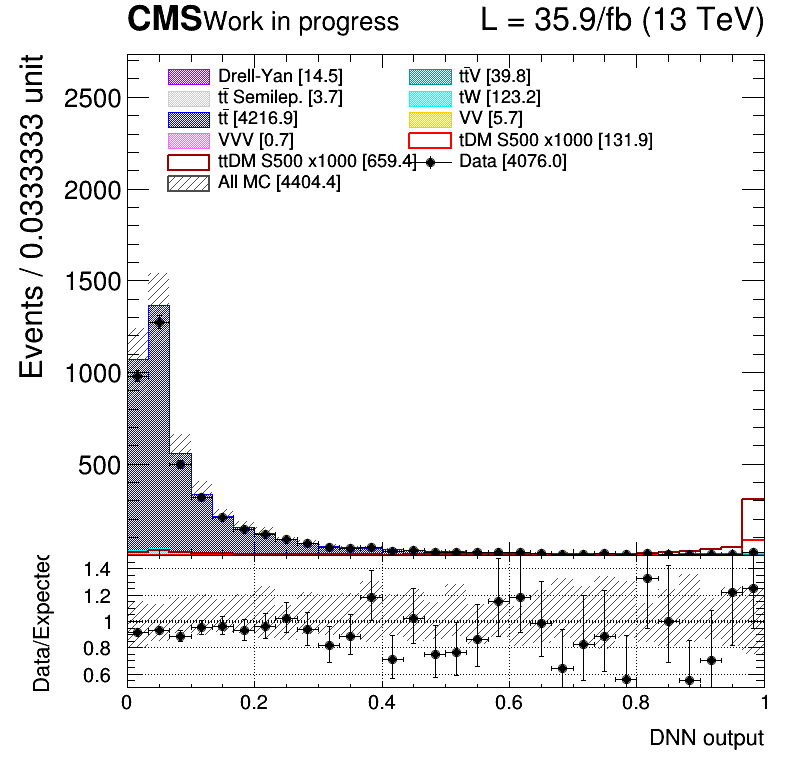 CMS Work in progress L = 35.9/fb (13 TeV)
Events / 0.0333333 unit
2500
2000
1500
1000
500
Drell-Yan [14.5]
tt̄ Semilep. [3.7]
tt̄ [4216.9]
VVV [0.7]
ttDM S500 x1000 [659.4]
All MC [4404.4]
tt̄V [39.8]
tW [123.2]
VV [5.7]
tDM S500 x1000 [131.9]
Data [4076.0]
Data/Expected
1.4
1.2
1
0.8
0.6
0 0.2 0.4 0.6 0.8 1
DNN output